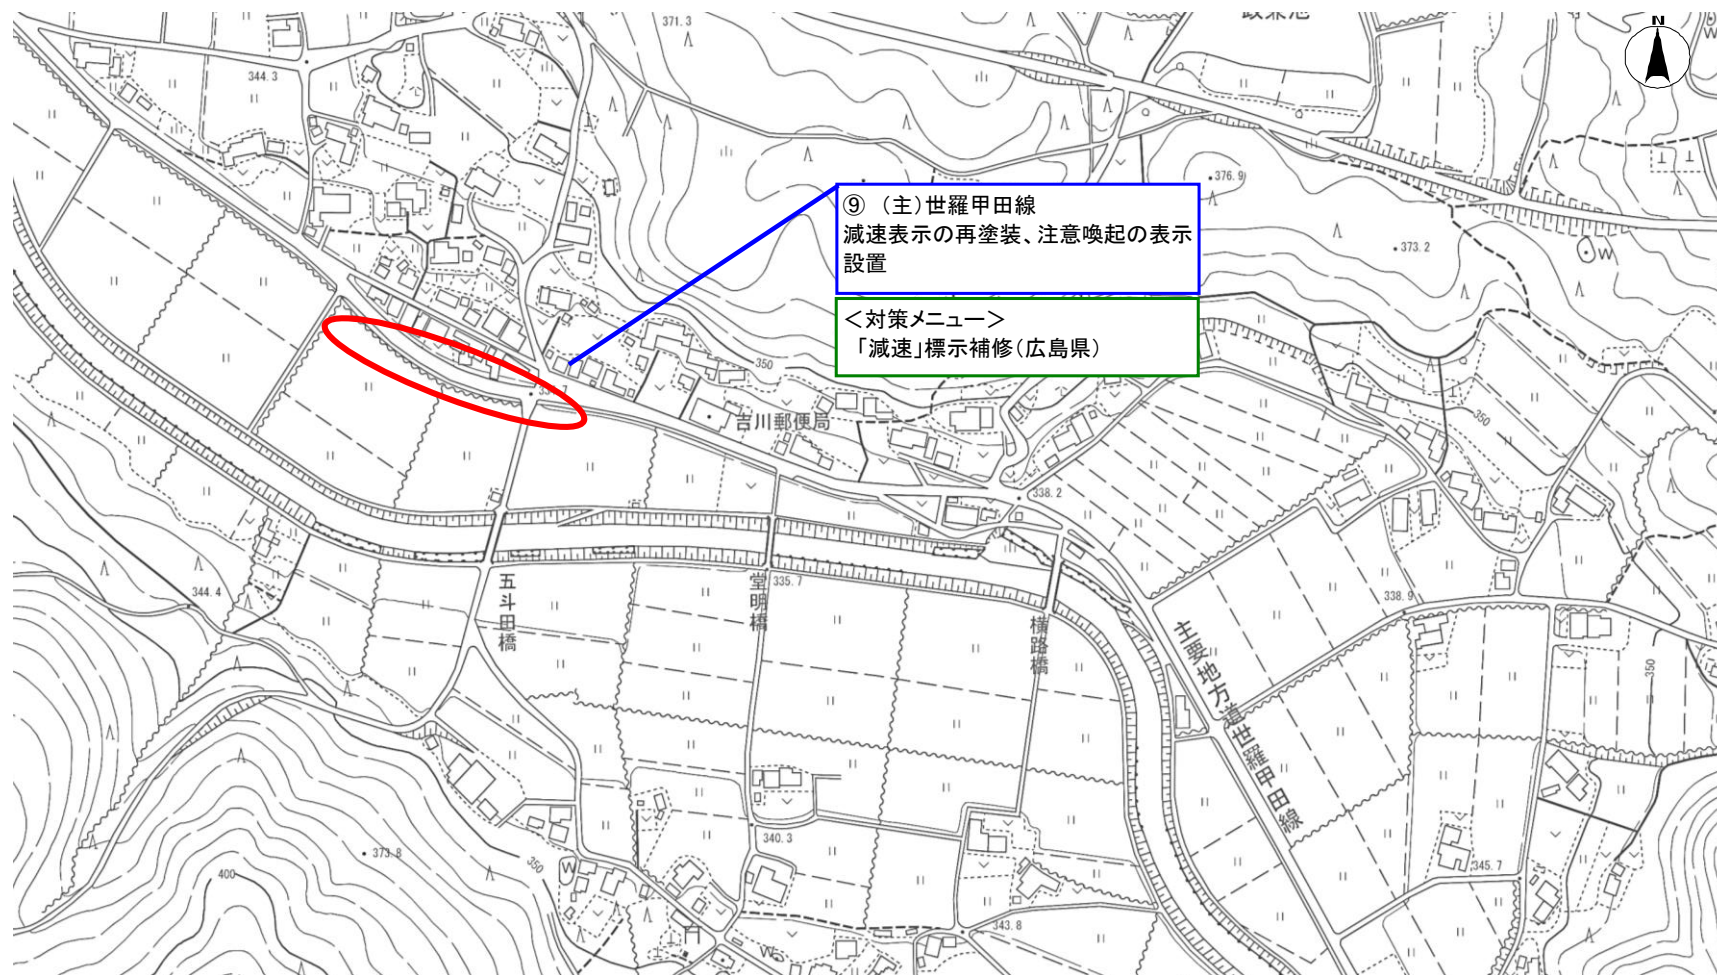 371.3
N
W
344.3
376.9
⑨ （主）世羅甲田線
減速表示の再塗装、注意喚起の表示
設置
373.2
W
＜対策メニュー＞
「減速」標示補修（広島県）
350
吉川郵便局
350
338.2
344.4
五斗田橋
堂明橋
335.7
横路橋
338.9
主要地方道世羅甲田線
350
340.3
373.8
350
400
W
345.7
343.8
W